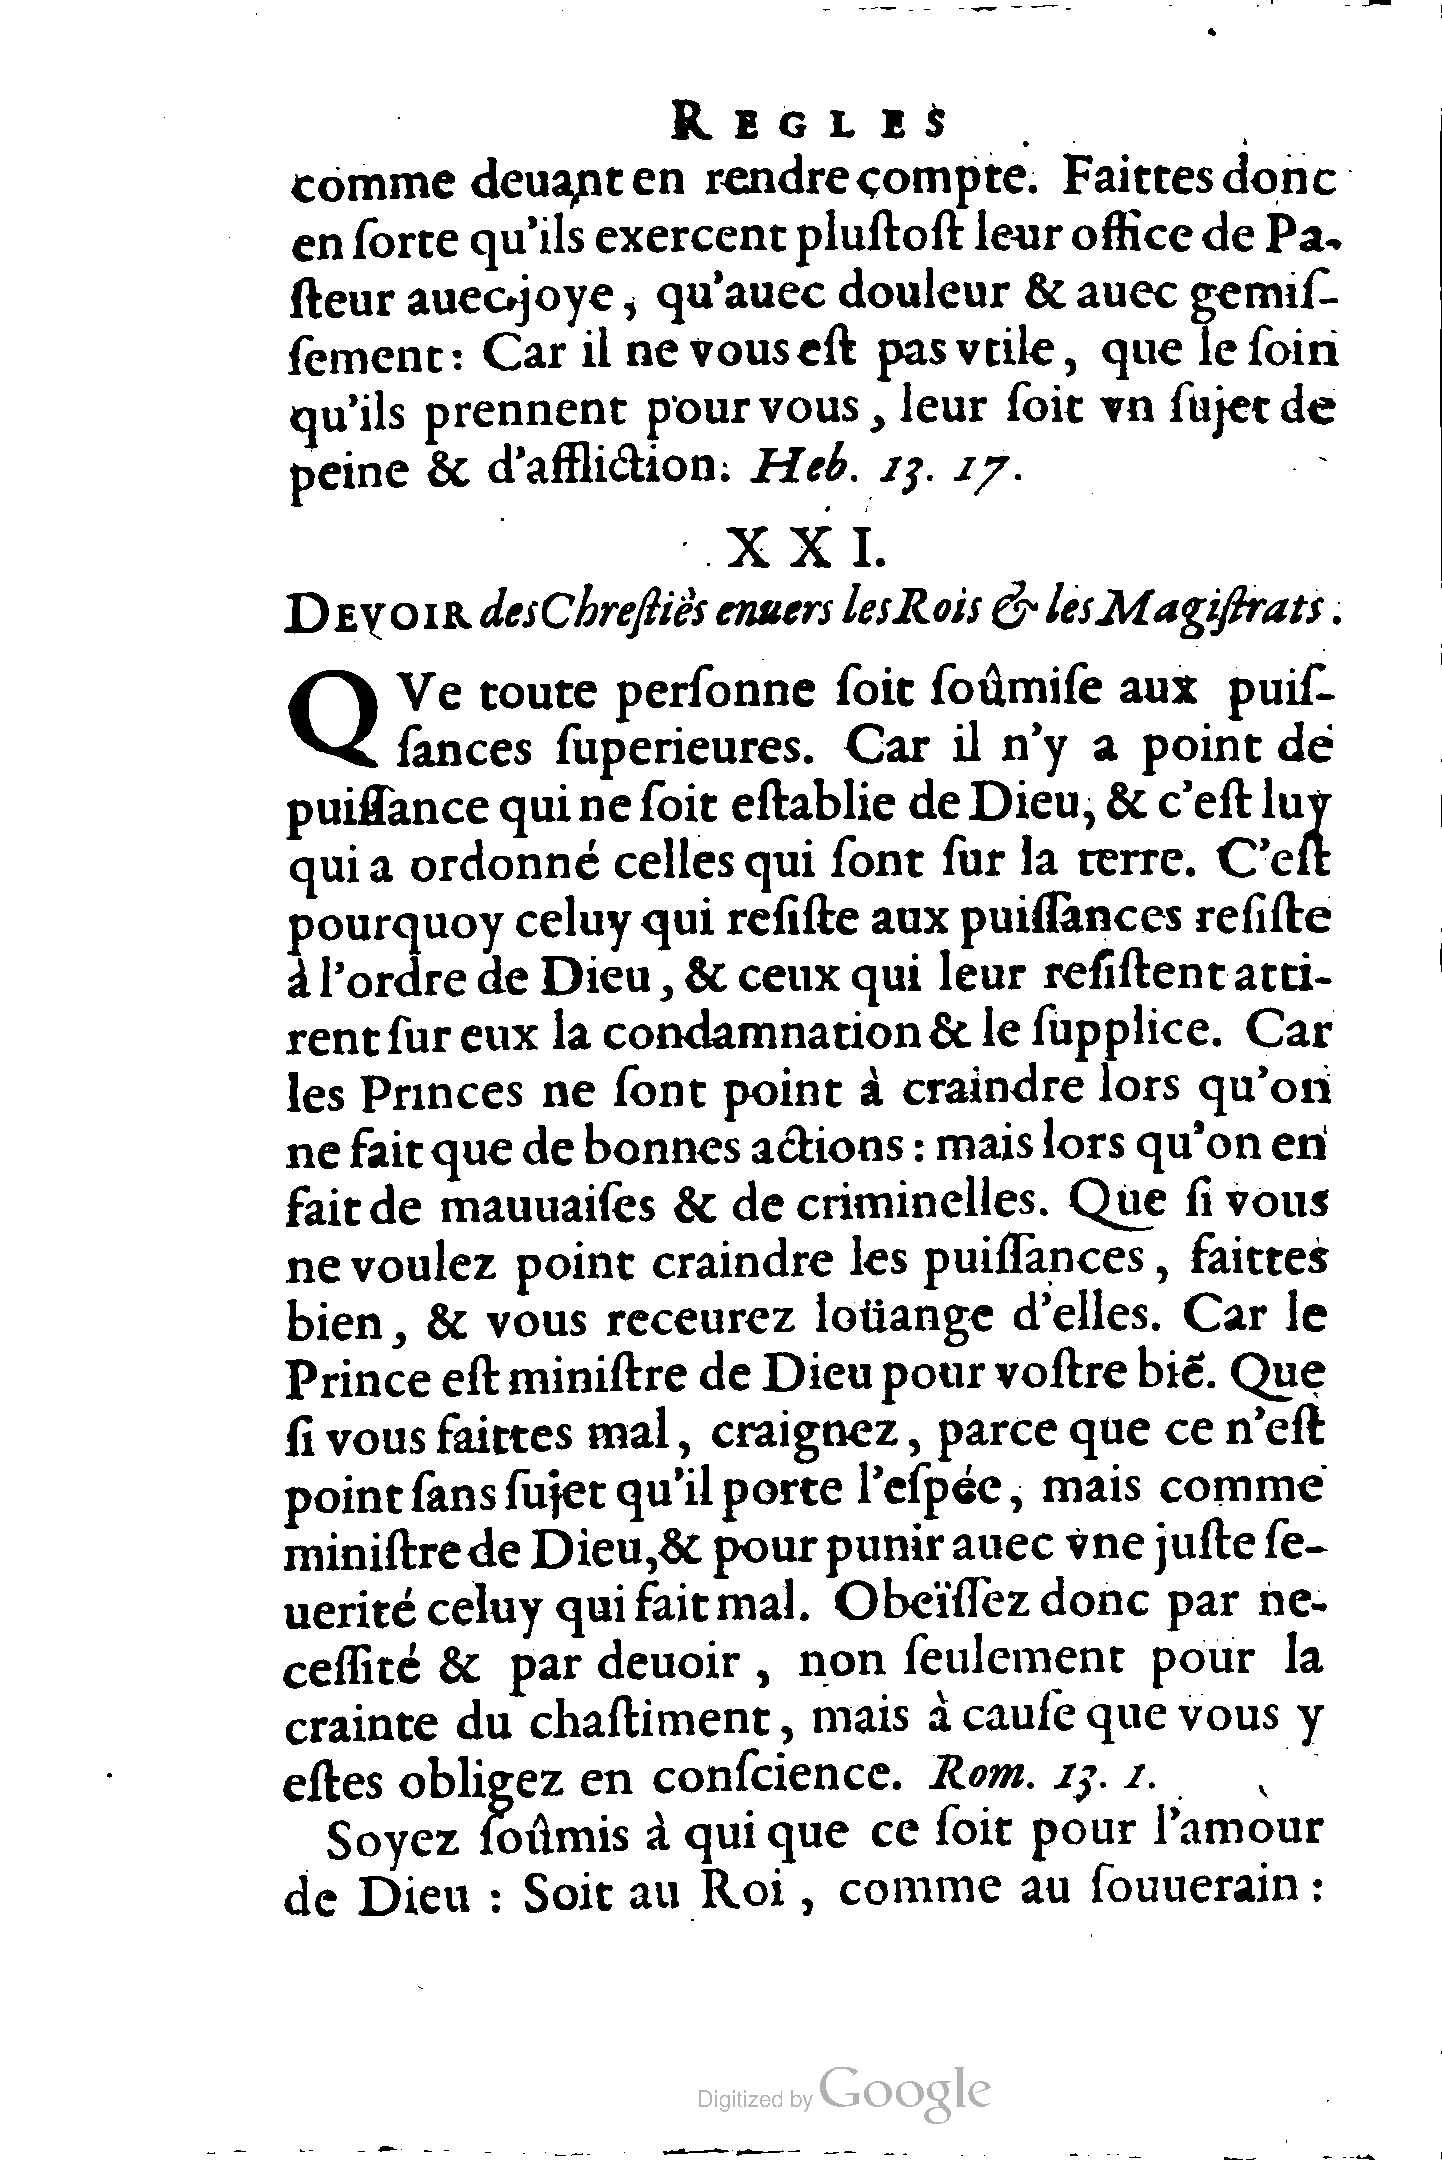 REGLES
comme deuant en rendre compte. Faittes donc
en ſorte qu'ils exercent pluſtoſt leur office de Pa-
ſteur auec joye, qu'auec douleur & auec gemiſ-
ſement: Car il ne vous eſt pas vtile, que le ſoin
qu'ils prennent pour vous, leur ſoit vn ſujet de
peine & d'affliction. Heb. 13. 17.
XXI.
DEVOIR des Chreſtiẽs enuers les Rois & les Magiſtrats.
QVe toute perſonne ſoit ſoûmiſe aux puiſ-
ſances ſuperieures. Car il n'y a point de
puiſſance qui ne ſoit eſtablie de Dieu, & c'eſt luy
qui a ordonné celles qui ſont ſur la terre. C'eſt
pourquoy celuy qui reſiſte aux puiſſances reſiſte
à l'ordre de Dieu, & ceux qui leur reſiſtent atti-
rent ſur eux la condamnation & le ſupplice. Car
les Princes ne ſont point à craindre lors qu'on
ne fait que de bonnes actions: mais lors qu'on en
fait de mauuaiſes & de criminelles. Que ſi vous
ne voulez point craindre les puiſſances, faittes
bien, & vous receurez loüange d'elles. Car le
Prince eſt miniſtre de Dieu pour voſtre biẽ. Que
ſi vous faittes mal, craignez, parce que ce n'eſt
point ſans ſujet qu'il porte l'eſpée, mais comme
miniſtre de Dieu, & pour punir auec vne juſte ſe-
uerité celuy qui fait mal. Obeïſſez donc par ne-
ceſſité & par deuoir, non ſeulement pour la
crainte du chaſtiment, mais à cauſe que vous y
eſtes obligez en conſcience. Rom. 13. 1.
Soyez ſoûmis à qui que ce ſoit pour l'amour
de Dieu: Soit au Roi, comme au ſouuerain:
Digitized by Google